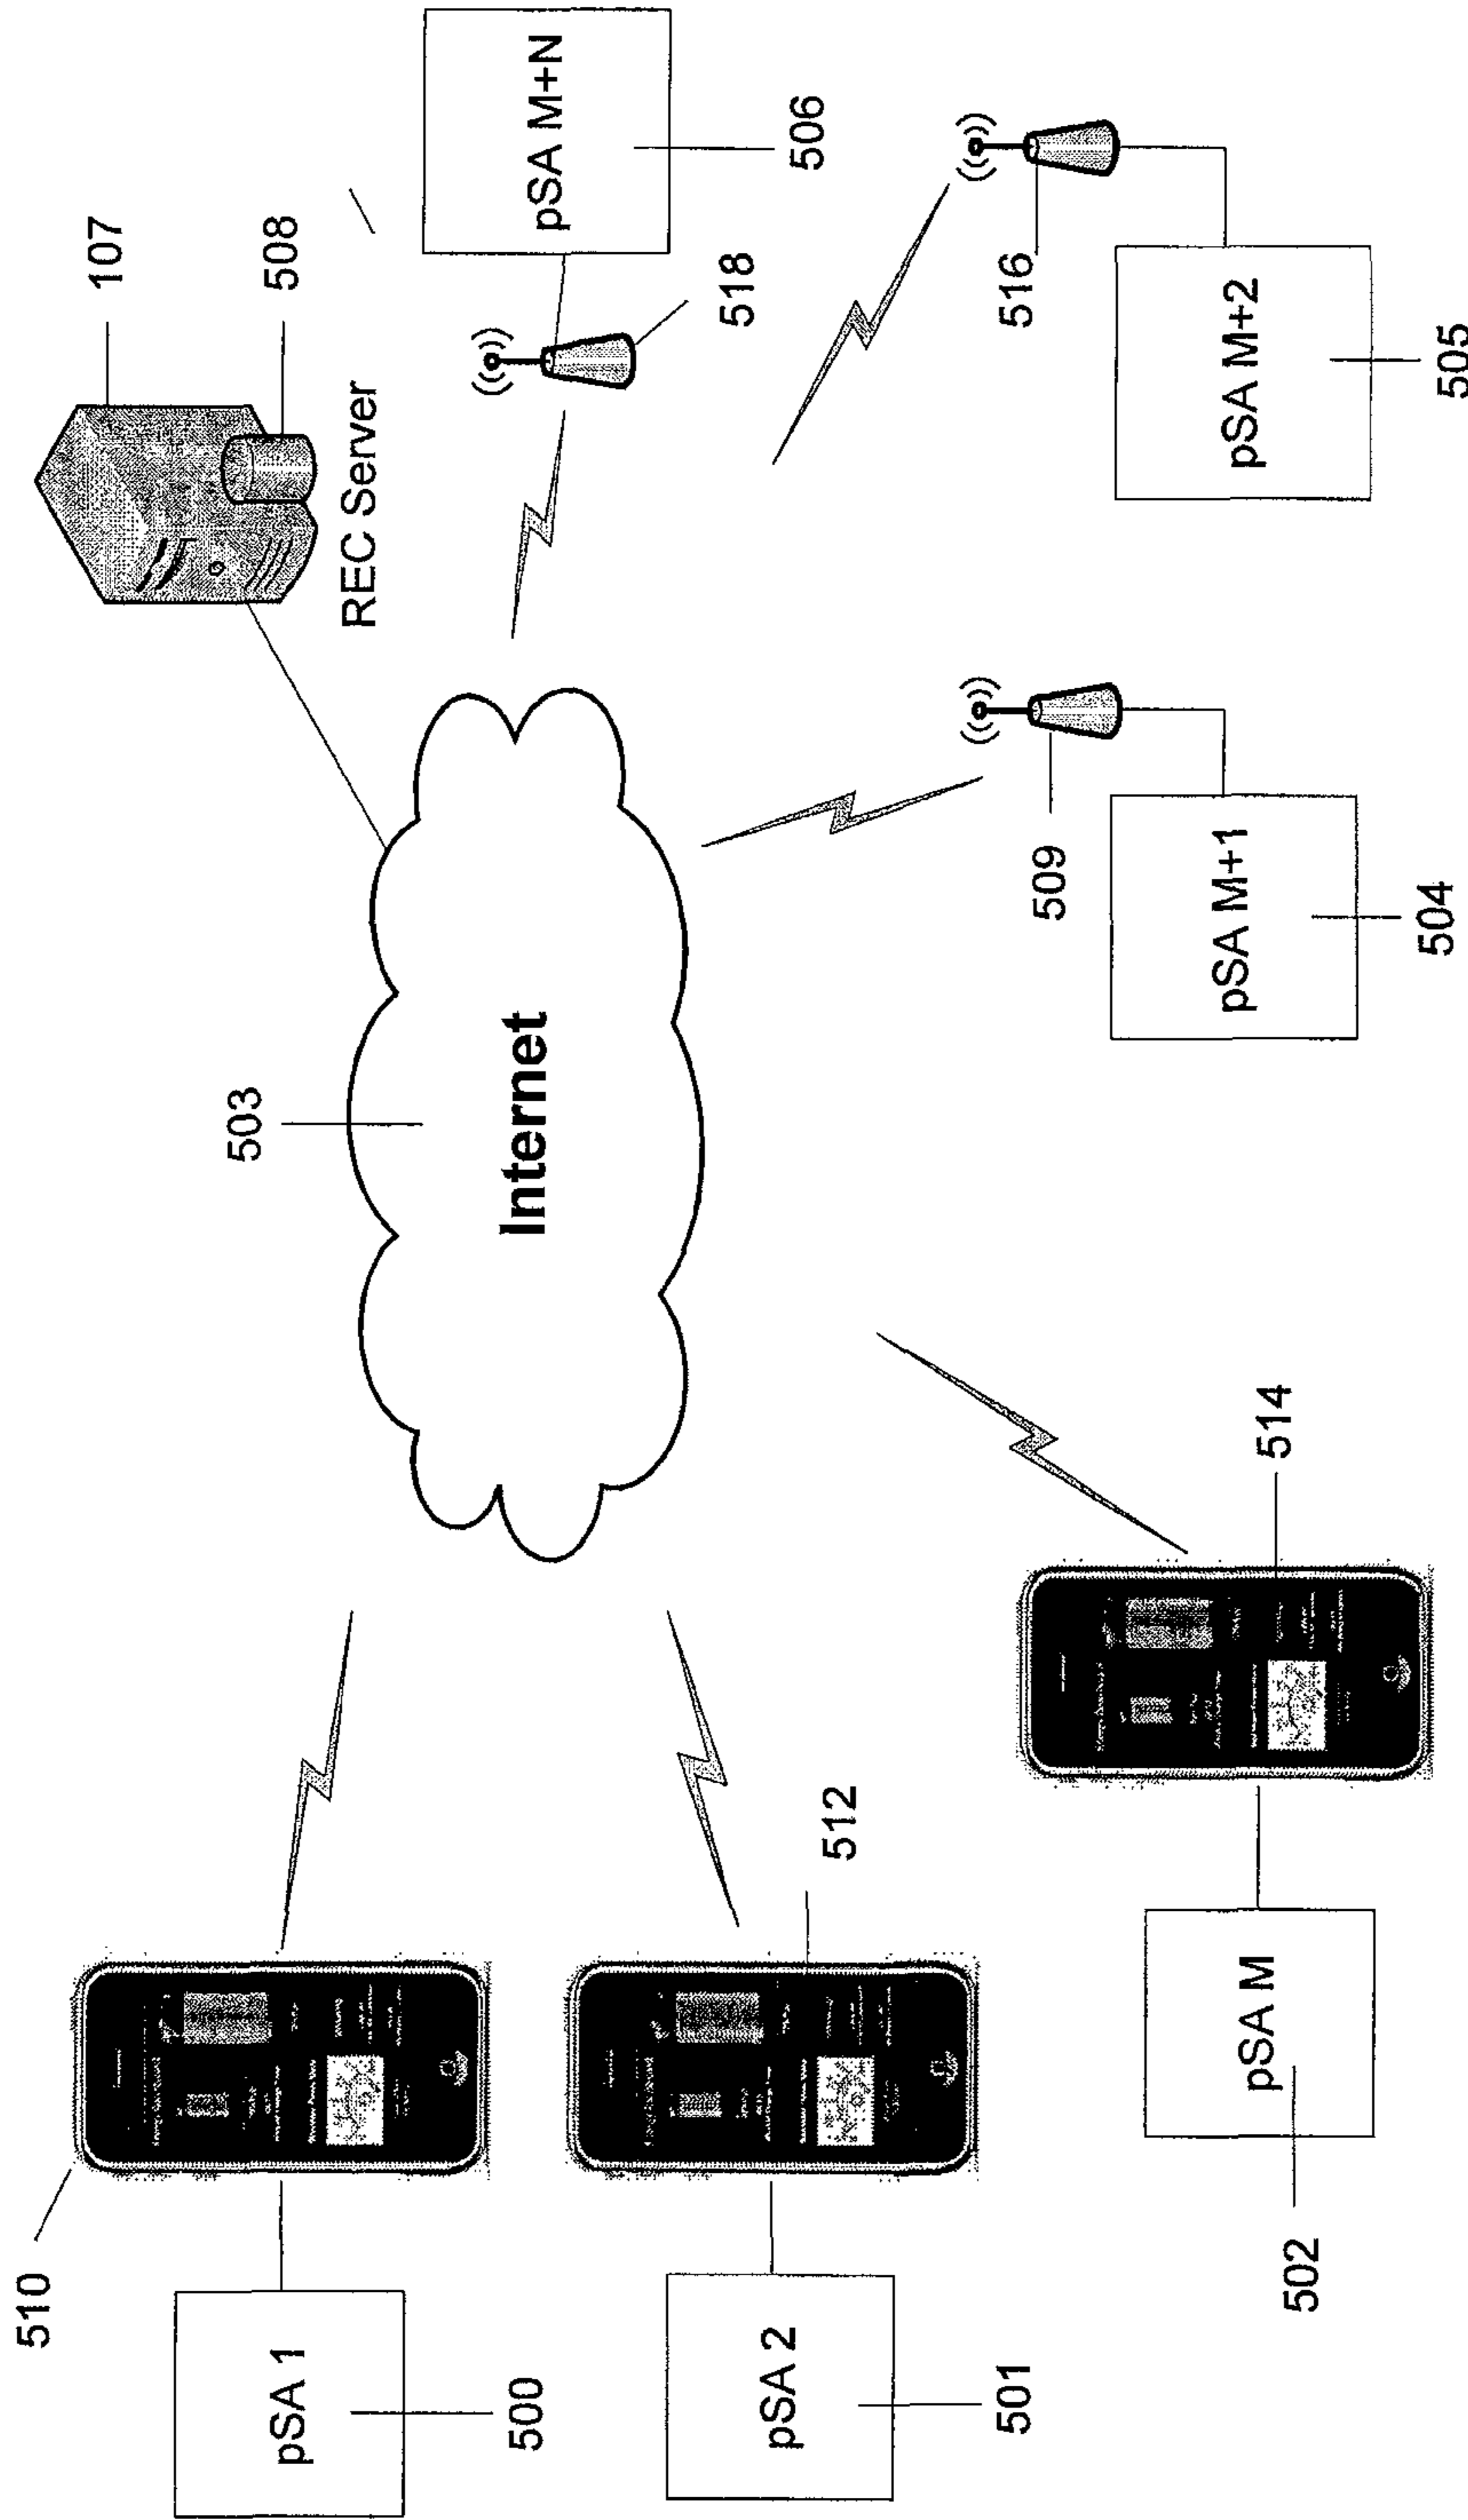 510
pSA 1
500
pSA 2
501
512
pSA M
502
514
503
Internet
107
508
REC Server
pSA M+N
506
518
509
pSA M+1
504
516
pSA M+2
505